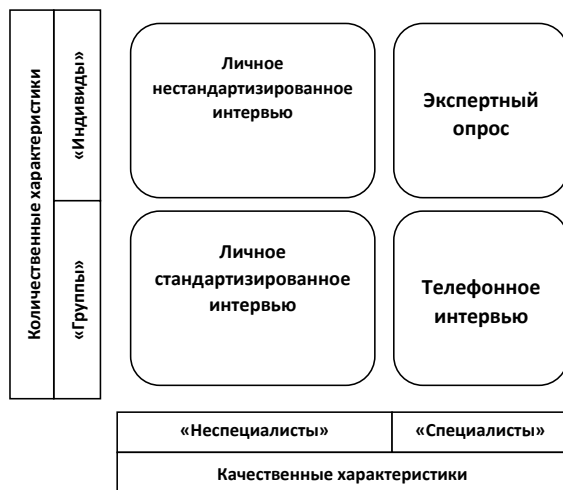 Количественные характеристики
«Индивиды»
«Группы»
Личное
нестандартизированное
интервью
Экспертный
опрос
Личное
стандартизированное
интервью
Телефонное
интервью
«Неспециалисты»
«Специалисты»
Качественные характеристики